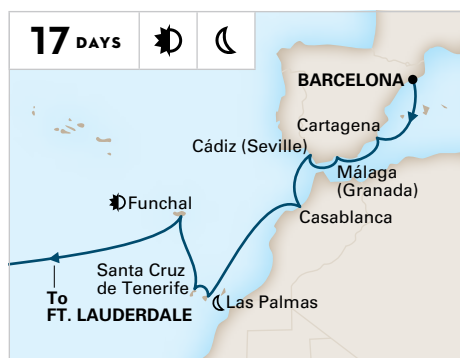 17 DAYS
BARCELONA
Cartagena
Cádiz (Seville)
Málaga
(Granada)
Casablanca
Funchal
Santa Cruz
de Tenerife
Las Palmas
To
FT. LAUDERDALE